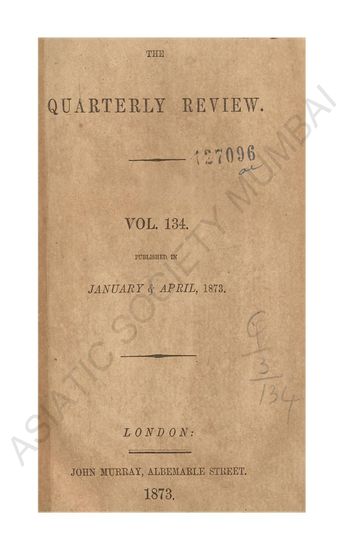 THE
QUARTERLY REVIEW.
127096
VOL. 134.
PUBLISHED IN
JANUARY & APRIL, 1873.
G
3
134
LONDON:
JOHN MURRAY, ALBEMARLE STREET.
1873.
ASIATIC SOCIETY MUMBAI